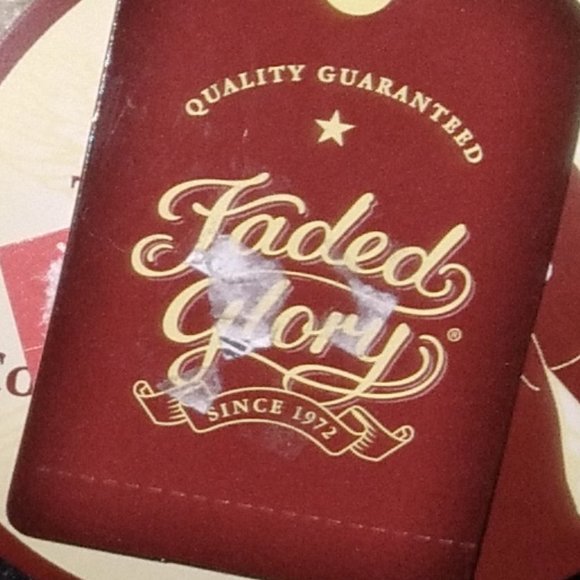 QUALITY GUARANTEED
Faded
Glory®
SINCE 1972